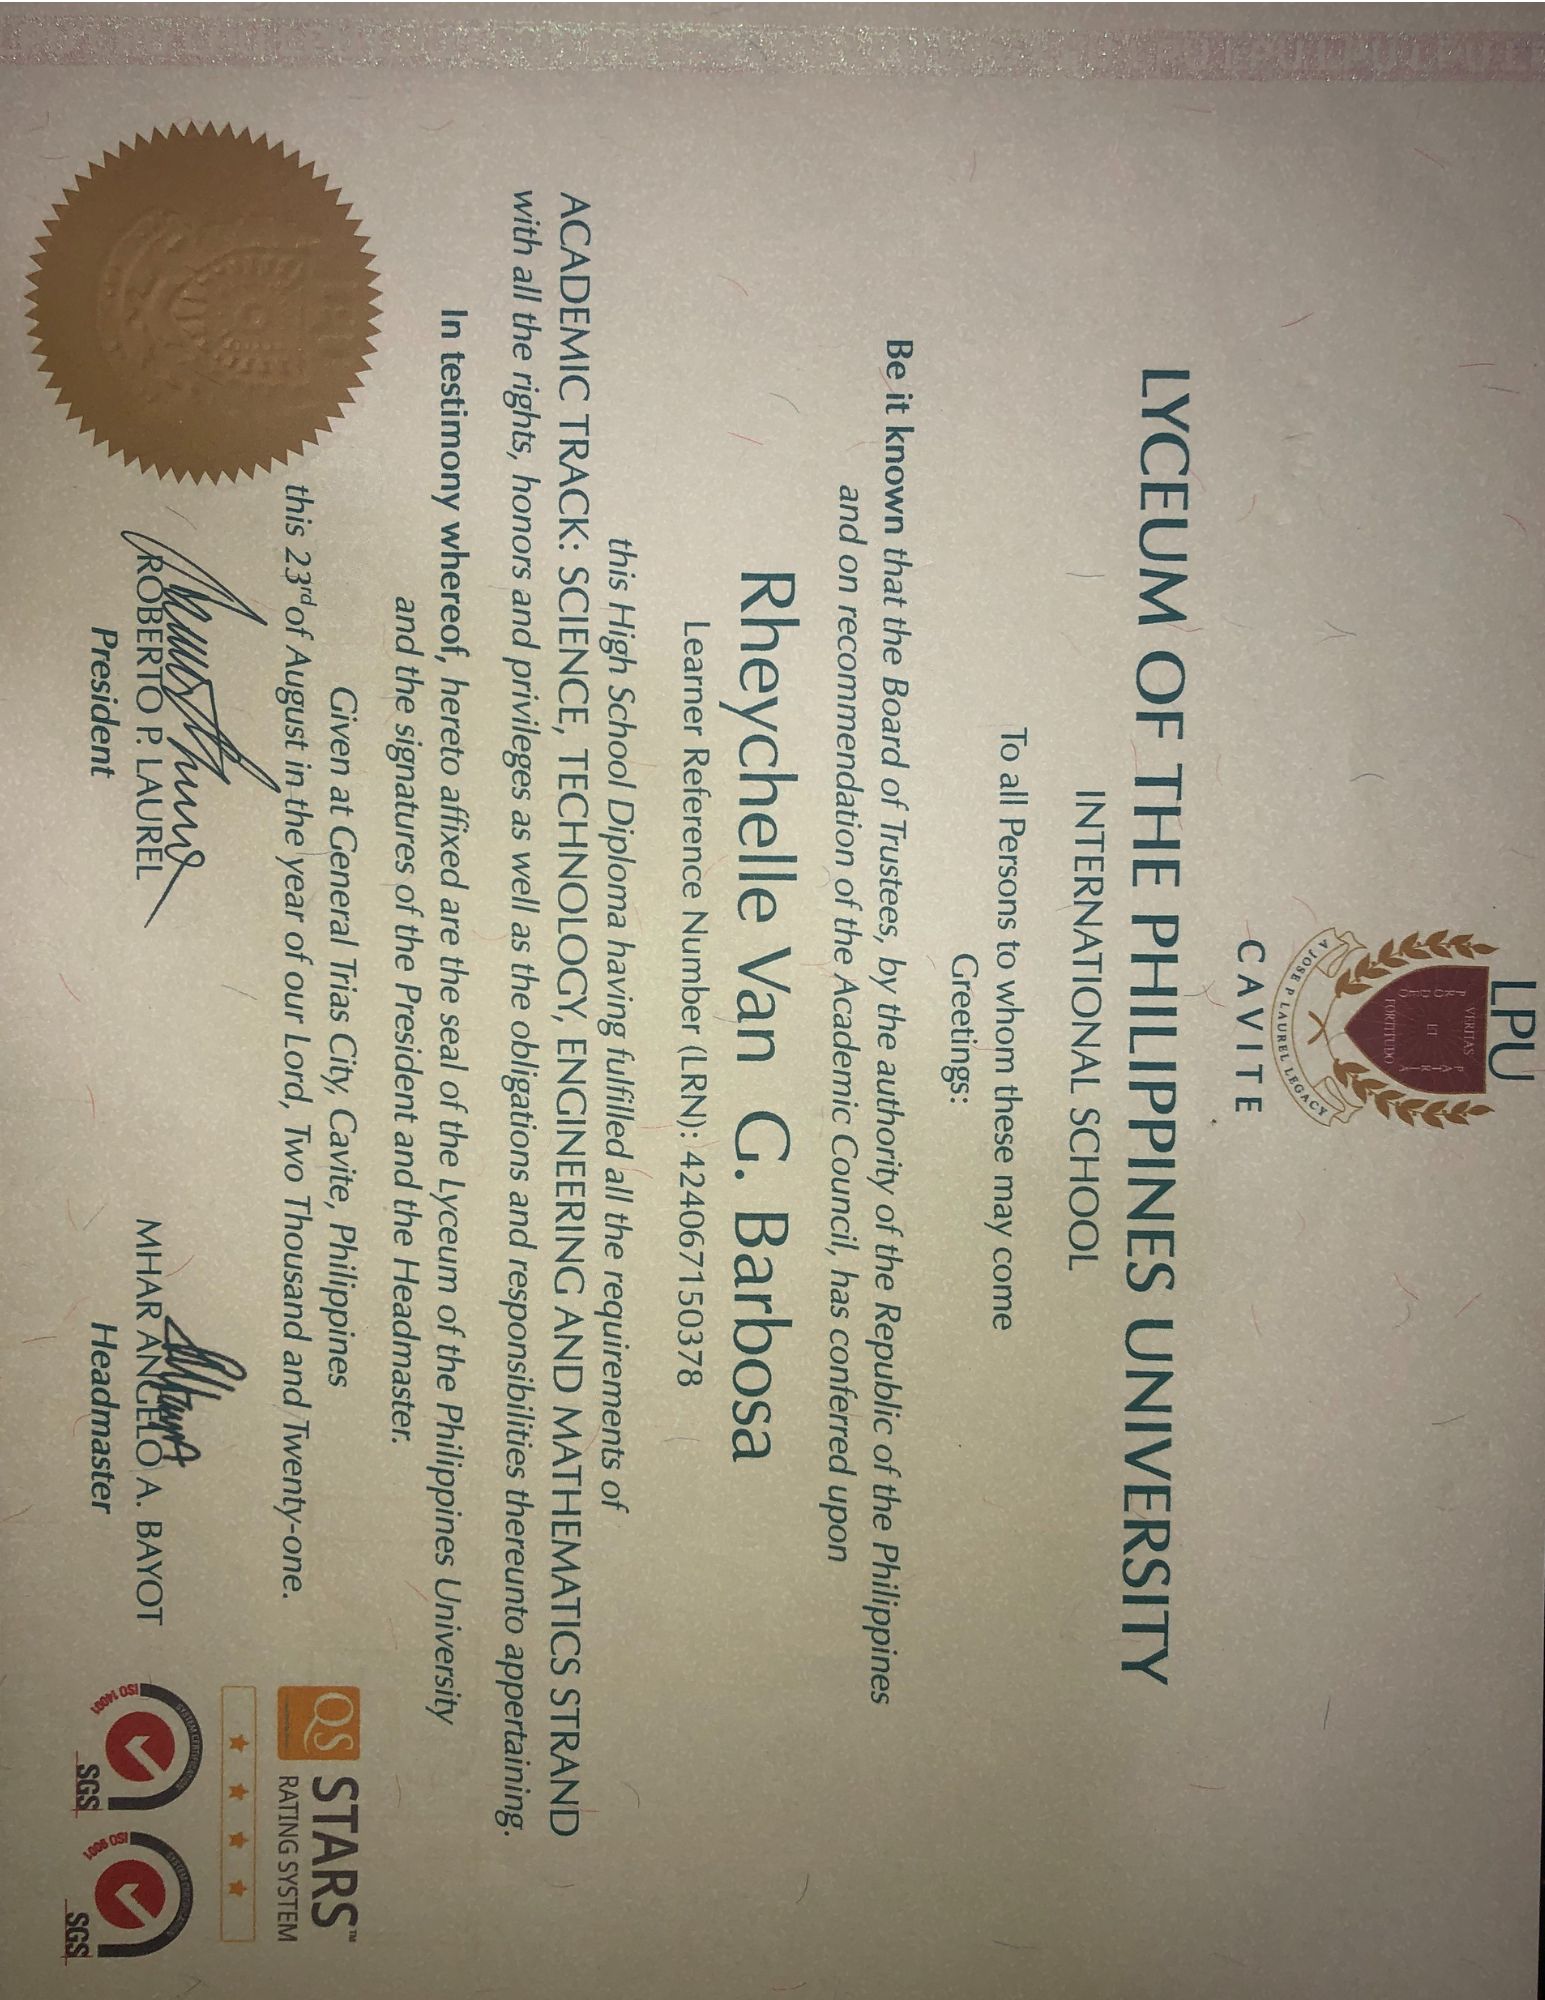 LPU
VERITAS
PRO DEO
ET
PATRIA
FORTITUDO
JOSE P LAUREL LEGACY
CAVITE
LYCEUM OF THE PHILIPPINES UNIVERSITY
INTERNATIONAL SCHOOL
To all Persons to whom these may come
Greetings:
Be it known that the Board of Trustees, by the authority of the Republic of the Philippines
and on recommendation of the Academic Council, has conferred upon
Rheychelle Van G. Barbosa
Learner Reference Number (LRN): 424067150378
this High School Diploma having fulfilled all the requirements of
ACADEMIC TRACK: SCIENCE, TECHNOLOGY, ENGINEERING AND MATHEMATICS STRAND
with all the rights, honors and privileges as well as the obligations and responsibilities thereunto appertaining.
In testimony whereof, hereto affixed are the seal of the Lyceum of the Philippines University
and the signatures of the President and the Headmaster.
Given at General Trias City, Cavite, Philippines
this 23rd of August in the year of our Lord, Two Thousand and Twenty-one.
ROBERTO P. LAUREL
President
MHAR ANGELO A. BAYOT
Headmaster
QS STARS™
RATING SYSTEM
SYSTEM CERTIFICATION
ISO 14001
SGS
SYSTEM CERTIFICATION
ISO 9001
SGS